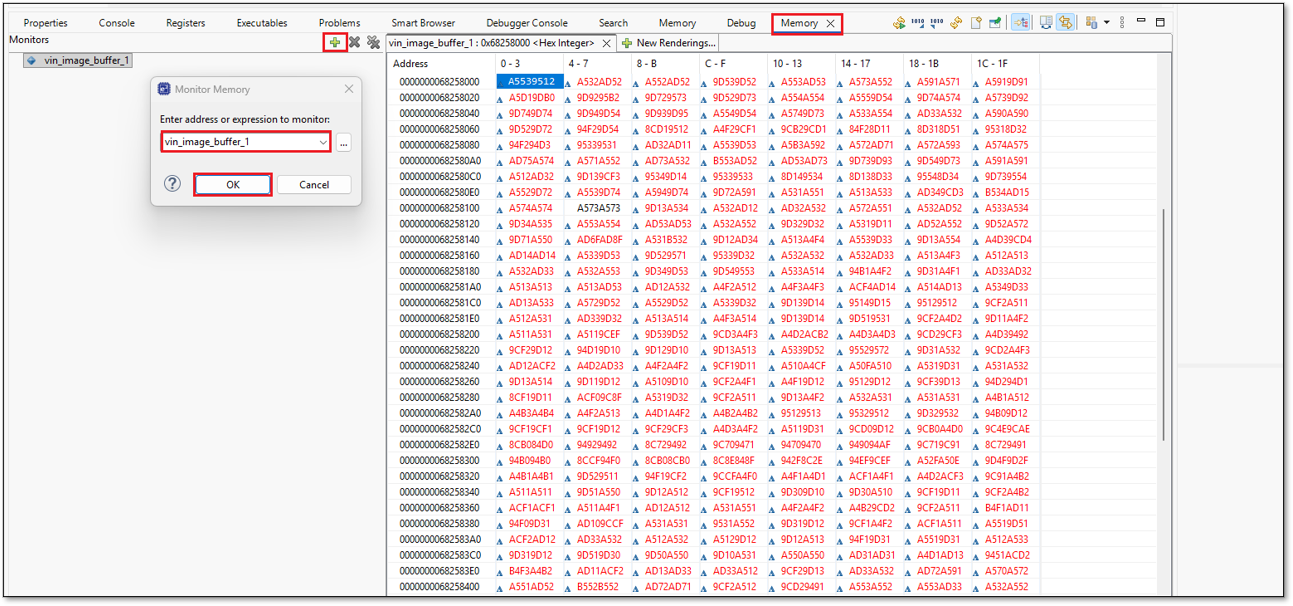 Properties Console Registers Executables Problems Smart Browser Debugger Console Search Memory Debug Memory
Monitors
vin_image_buffer_1 : 0x68258000 <Hex Integer> New Renderings...
vin_image_buffer_1
Monitor Memory
Enter address or expression to monitor:
vin_image_buffer_1 ...
OK Cancel
Address 0 - 3 4 - 7 8 - B C - F 10 - 13 14 - 17 18 - 1B 1C - 1F
0000000068258000 A5539512 A532AD52 A552AD52 9D539D52 A553AD53 A573A552 A591A571 A5919D91
0000000068258020 A5D19DB0 9D9295B2 9D729573 9D529D73 A554A554 A5559D54 9D74A574 A5739D92
0000000068258040 9D749D74 9D949D54 9D939D95 A5549D54 A5749D73 A533A554 AD33A532 A590A590
0000000068258060 9D529D72 94F29D54 8CD19512 A4F29CF1 9CB29CD1 84F28D11 8D318D51 95318D32
0000000068258080 94F294D3 95339531 AD32AD11 A5539D53 A5B3A592 A572AD71 A572A593 A574A575
00000000682580A0 AD75A574 A571A552 AD73A532 B553AD52 AD53AD73 9D739D93 9D549D73 A591A591
00000000682580C0 A512AD32 9D139CF3 95349D14 95339533 8D149534 8D138D33 95548D34 9D739554
00000000682580E0 A5529D72 A5539D74 A5949D74 9D72A591 A531A551 A513A533 AD349CD3 B534AD15
0000000068258100 A574A574 A573A573 9D13A534 A532AD12 AD32A532 A572A551 A532AD52 A533A534
0000000068258120 9D34A535 A553A554 AD53AD53 A532A552 9D329D32 A5319D11 AD52A552 9D52A572
0000000068258140 9D71A550 AD6FAD8F A531B532 9D12AD34 A513A4F4 A5539D33 9D13A554 A4D39CD4
0000000068258160 AD14AD14 A5339D53 9D529571 95339D32 A532A532 A532AD33 A513A4F3 A512A513
0000000068258180 A532AD33 A532A553 9D349D53 9D549553 A533A514 94B1A4F2 9D31A4F1 AD33AD32
00000000682581A0 A513A513 A513AD53 AD12A532 A4F2A512 A4F3A4F3 ACF4AD14 A514AD13 A5349D33
00000000682581C0 AD13A533 A5729D52 A5529D52 A5339D32 9D139D14 95149D15 95129512 9CF2A511
00000000682581E0 A512A531 AD339D32 A513A514 A4F3A514 9D139D14 9D519531 9CF2A4D2 9D11A4F2
0000000068258200 A511A531 A5119CEF 9D539D52 9CD3A4F3 A4D2ACB2 A4D3A4D3 9CD29CF3 A4D39492
0000000068258220 9CF29D12 94D19D10 9D129D10 9D13A513 A5339D52 95529572 9D31A532 9CD2A4F3
0000000068258240 AD12ACF2 A4D2AD33 A4F2A4F2 9CF19D11 A510A4CF A50FA510 A5319D31 A531A532
0000000068258260 9D13A514 9D119D12 A5109D10 9CF2A4F1 A4F19D12 95129D12 9CF39D13 94D294D1
0000000068258280 8CF19D11 ACF09C8F A5319D32 9CF2A511 9D13A4F2 A532A531 A531A531 A4B1A512
00000000682582A0 A4B3A4B4 A4F2A513 A4D1A4F2 A4B2A4B2 95129513 95329512 9D329532 94B09D12
00000000682582C0 9CF19CF1 9CF19D12 9CF29CF3 A4D3A4F2 A5119D31 9CD09D12 9CB0A4D0 9C4E9CAE
00000000682582E0 8CB084D0 94929492 8C729492 9C709471 94709470 949094AF 9C719C91 8C729491
0000000068258300 94B094B0 8CCF94F0 8CB08CB0 8C8E848F 942F8C2E 94EF9CEF A52FA50E 9D4F9D2F
0000000068258320 A4B1A4B1 9D529511 94F19CF2 9CCFA4F0 A4F1A4D1 ACF1A4F1 A4D2ACF3 9C91A4B2
0000000068258340 A511A511 9D51A550 9D12A512 9CF19512 9D309D10 9D30A510 9CF19D11 9CF2A4B2
0000000068258360 ACF1ACF1 A511A4F1 AD12A512 A531A551 A4F2A4F2 A4B29CD2 9CF2A511 B4F1AD11
0000000068258380 94F09D31 AD109CCF A531A531 9531A552 9D319D12 9CF1A4F2 ACF1A511 A5519D51
00000000682583A0 ACF2AD12 AD33A532 A512A532 A5129D12 9D12A513 94F19D31 A5519D31 A512A533
00000000682583C0 9D319D12 9D519D30 9D50A550 9D10A531 A550A550 AD31AD31 A4D1AD13 9451ACD2
00000000682583E0 B4F3A4B2 AD11ACF2 AD13AD33 AD33A512 9CF29D13 AD33A532 AD72A591 A570A572
0000000068258400 A551AD52 B552B552 AD72AD71 9CF2A512 9CD29491 A553A552 A553AD33 A532A552